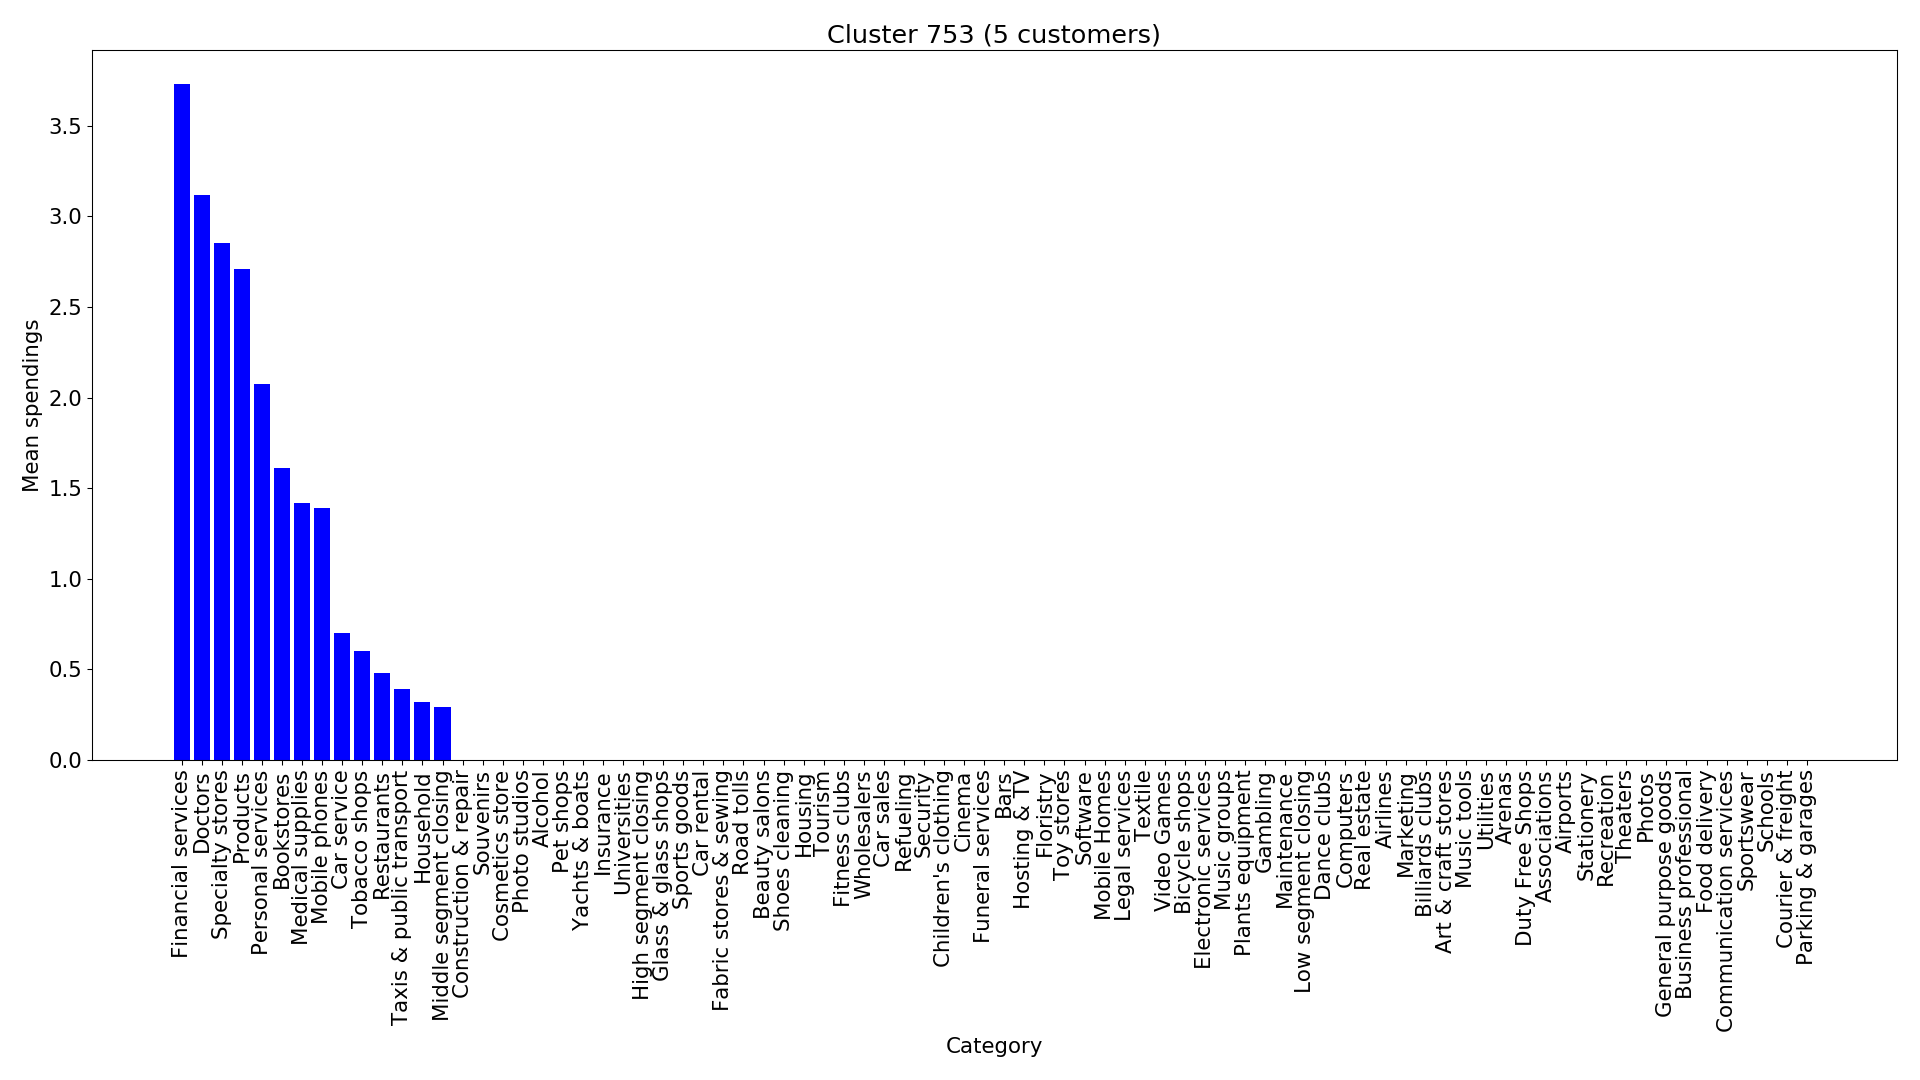 Cluster 753 (5 customers)
Mean spendings
3.5
3.0
2.5
2.0
1.5
1.0
0.5
0.0
Financial services
Doctors
Specialty stores
Products
Personal services
Bookstores
Medical supplies
Mobile phones
Car service
Tobacco shops
Restaurants
Taxis & public transport
Household
Middle segment closing
Construction & repair
Souvenirs
Cosmetics store
Photo studios
Alcohol
Pet shops
Yachts & boats
Insurance
Universities
High segment closing
Glass & glass shops
Sports goods
Car rental
Fabric stores & sewing
Road tolls
Beauty salons
Shoes cleaning
Housing
Tourism
Fitness clubs
Wholesalers
Car sales
Refueling
Security
Children's clothing
Cinema
Funeral services
Bars
Hosting & TV
Floristry
Toy stores
Software
Mobile Homes
Legal services
Textile
Video Games
Bicycle shops
Electronic services
Music groups
Plants equipment
Gambling
Maintenance
Low segment closing
Dance clubs
Computers
Real estate
Airlines
Marketing
Billiards clubs
Art & craft stores
Music tools
Utilities
Arenas
Duty Free Shops
Associations
Airports
Stationery
Recreation
Theaters
Photos
General purpose goods
Business professional
Food delivery
Communication services
Sportswear
Schools
Courier & freight
Parking & garages
Category